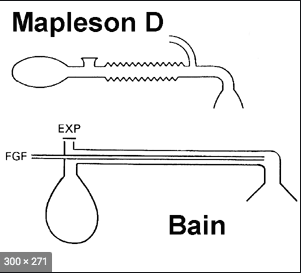 Mapleson D
EXP
FGF
Bain
300 × 271